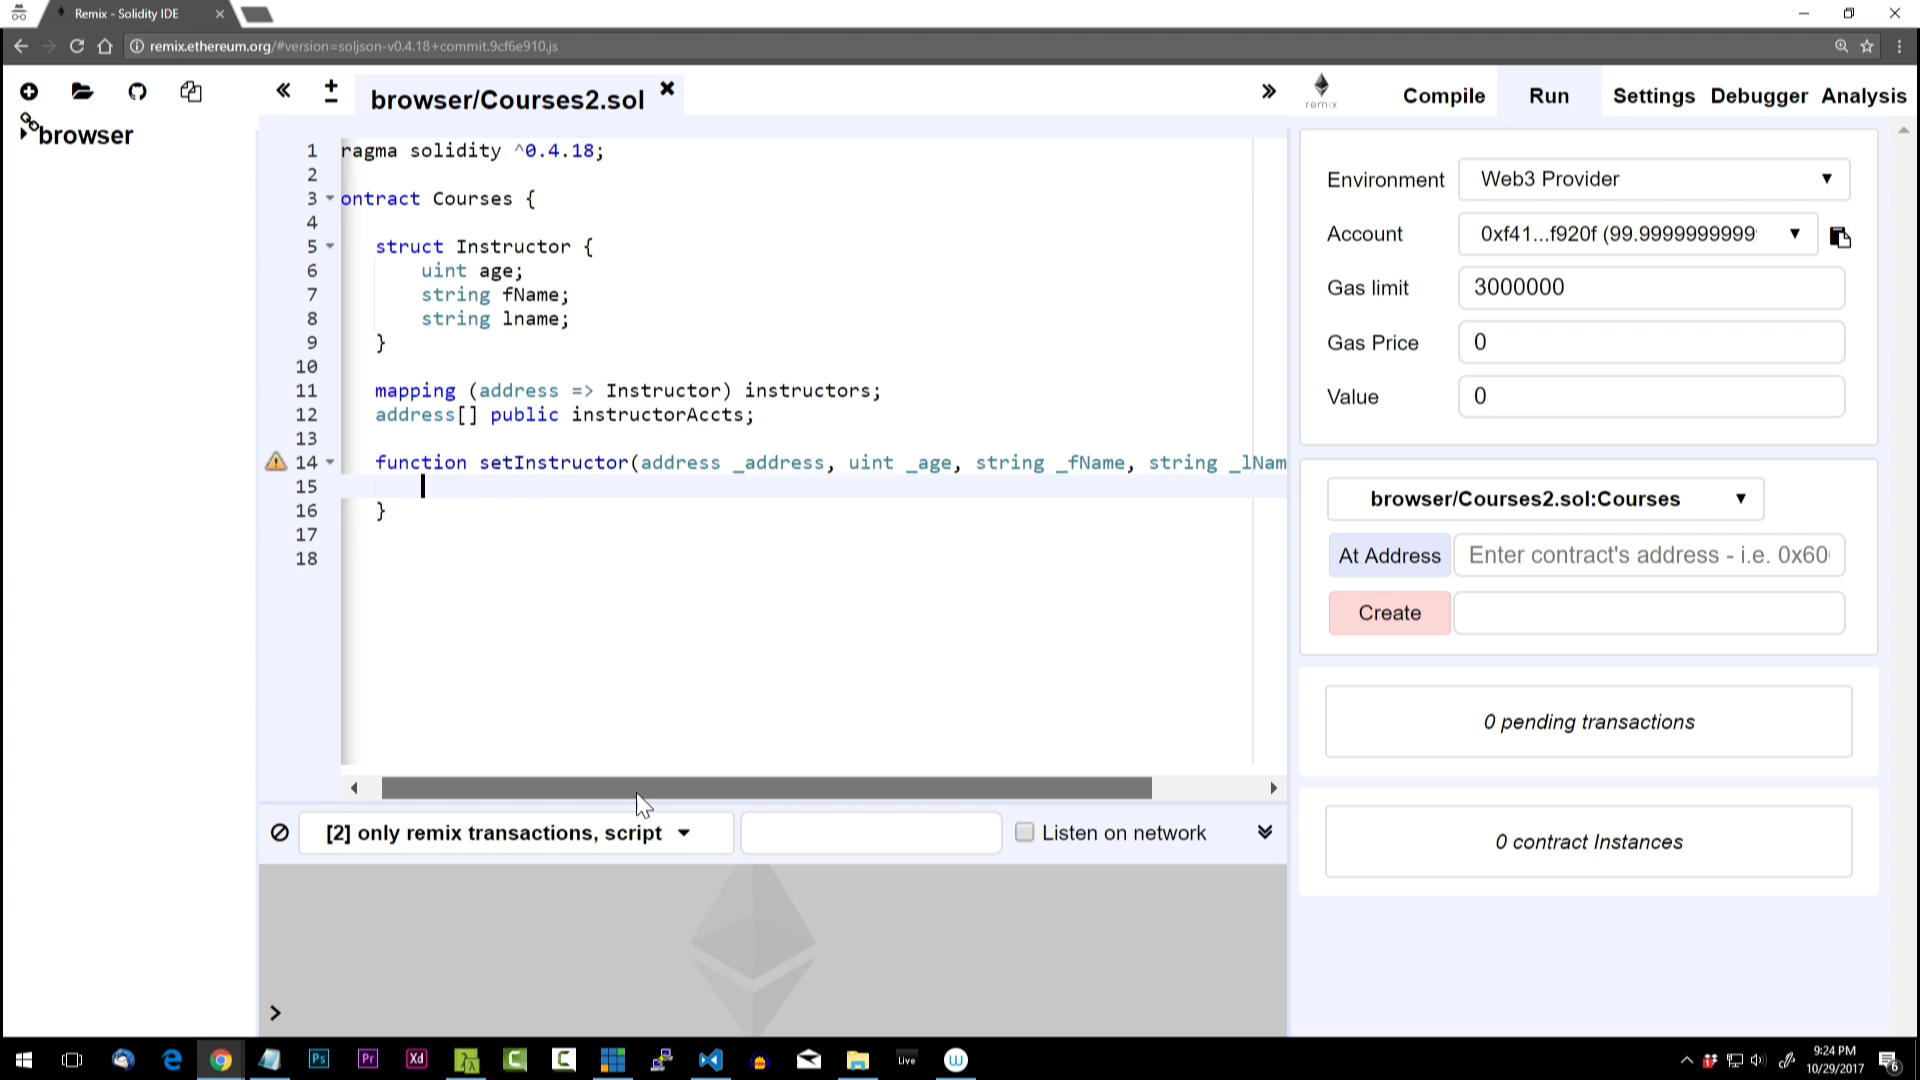 Remix - Solidity IDE
remix.ethereum.org/#version=soljson-v0.4.18+commit.9cf6e910.js
browser/Courses2.sol
remix
Compile
Run
Settings
Debugger
Analysis
browser
1 ragma solidity ^0.4.18;
2
3 ontract Courses {
4
5 struct Instructor {
6 uint age;
7 string fName;
8 string lname;
9 }
10
11 mapping (address => Instructor) instructors;
12 address[] public instructorAccts;
13
14 function setInstructor(address _address, uint _age, string _fName, string _lNam
15
16 }
17
18
Environment Web3 Provider
Account 0xf41...f920f (99.9999999999
Gas limit 3000000
Gas Price 0
Value 0
browser/Courses2.sol:Courses
At Address Enter contract's address - i.e. 0x60
Create
0 pending transactions
0 contract Instances
[2] only remix transactions, script
Listen on network
>
Ps
Pr
Xd
Live
9:24 PM
10/29/2017
6